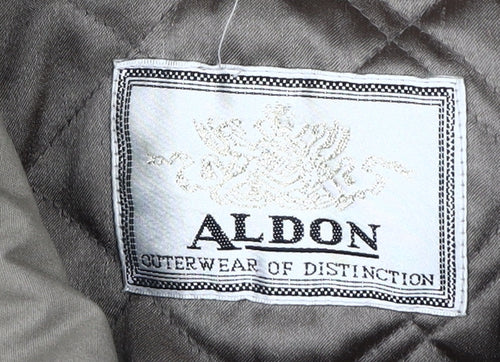 ALDON
OUTERWEAR OF DISTINCTION